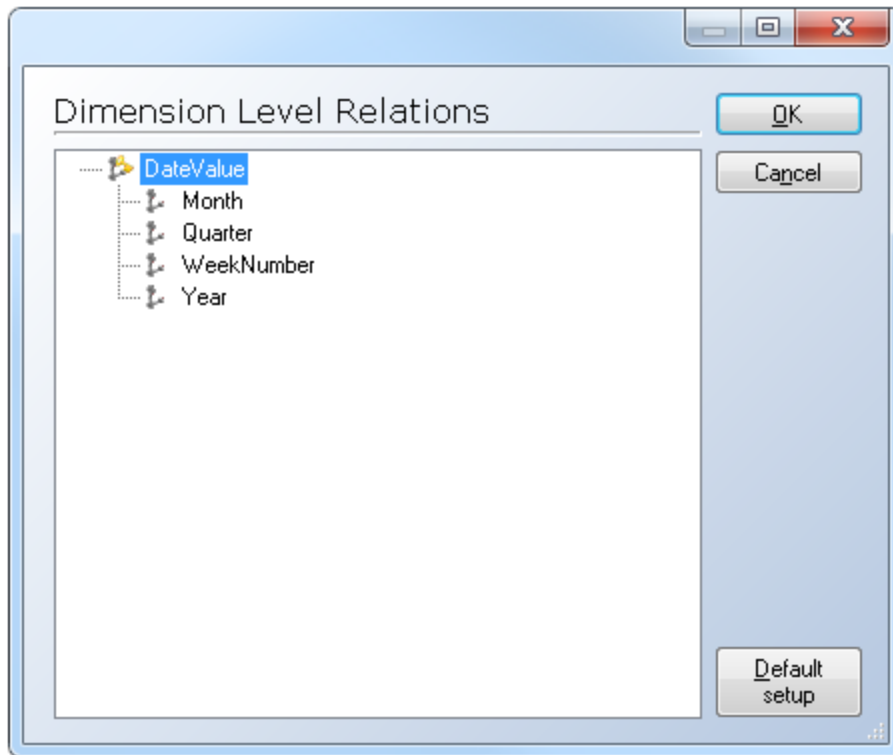 Dimension Level Relations
OK
DateValue
Cancel
Month
Quarter
WeekNumber
Year
Default
setup